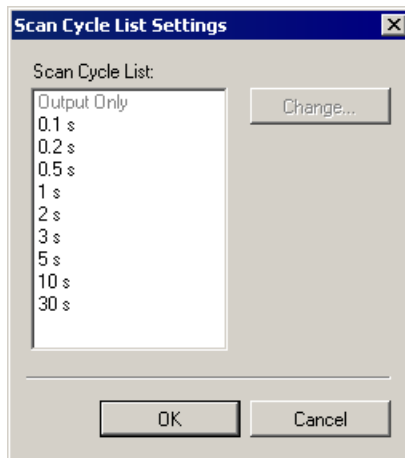 Scan Cycle List Settings
Scan Cycle List:
Output Only
Change...
0.1 s
0.2 s
0.5 s
1 s
2 s
3 s
5 s
10 s
30 s
OK
Cancel